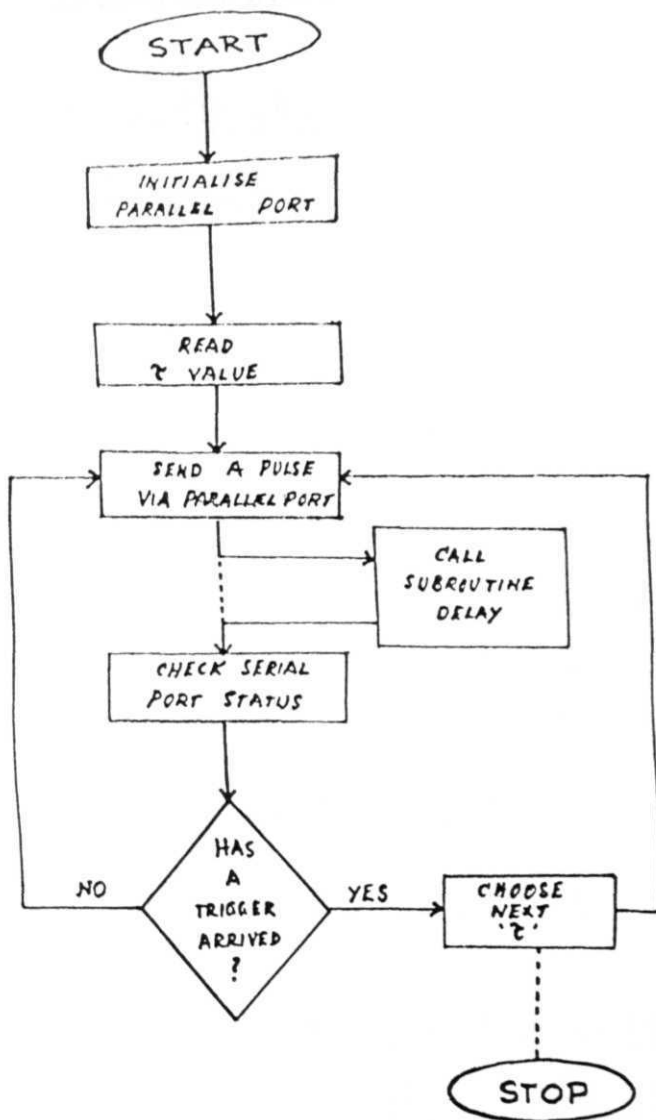 START
INITIALISE
PARALLEL PORT
READ
τ VALUE
SEND A PULSE
VIA PARALLEL PORT
CALL
SUBROUTINE
DELAY
CHECK SERIAL
PORT STATUS
HAS
A
TRIGGER
ARRIVED
?
NO
YES
CHOOSE
NEXT
'τ'
STOP